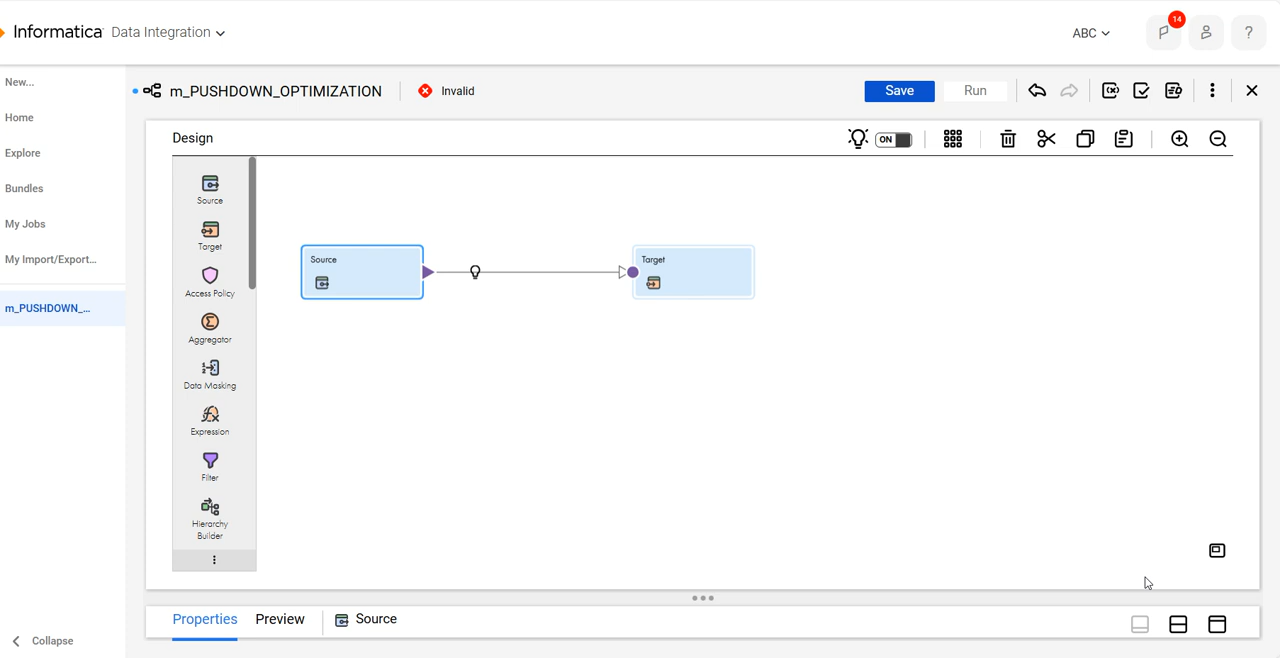 Informatica Data Integration
ABC
14
?
New...
Home
Explore
Bundles
My Jobs
My Import/Export...
m_PUSHDOWN_...
Collapse
m_PUSHDOWN_OPTIMIZATION
Invalid
Save
Run
Design
ON
Source
Target
Access Policy
Aggregator
Data Masking
Expression
Filter
Hierarchy
Builder
Source
Target
Properties
Preview
Source